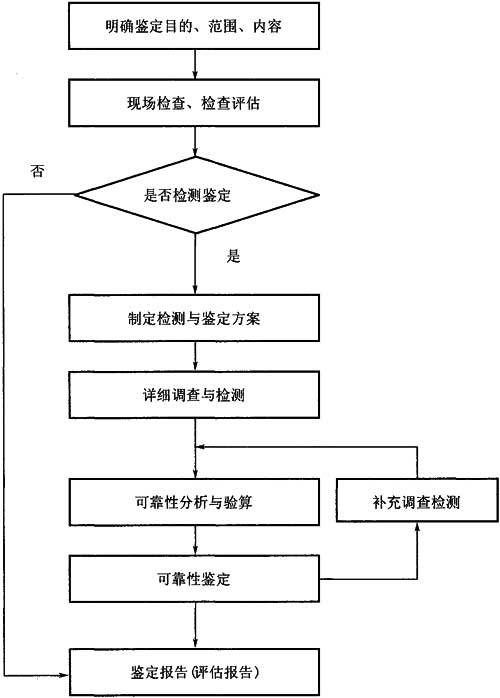 明确鉴定目的、范围、内容
现场检查、检查评估
否
是否检测鉴定
是
制定检测与鉴定方案
详细调查与检测
可靠性分析与验算
补充调查检测
可靠性鉴定
鉴定报告(评估报告)